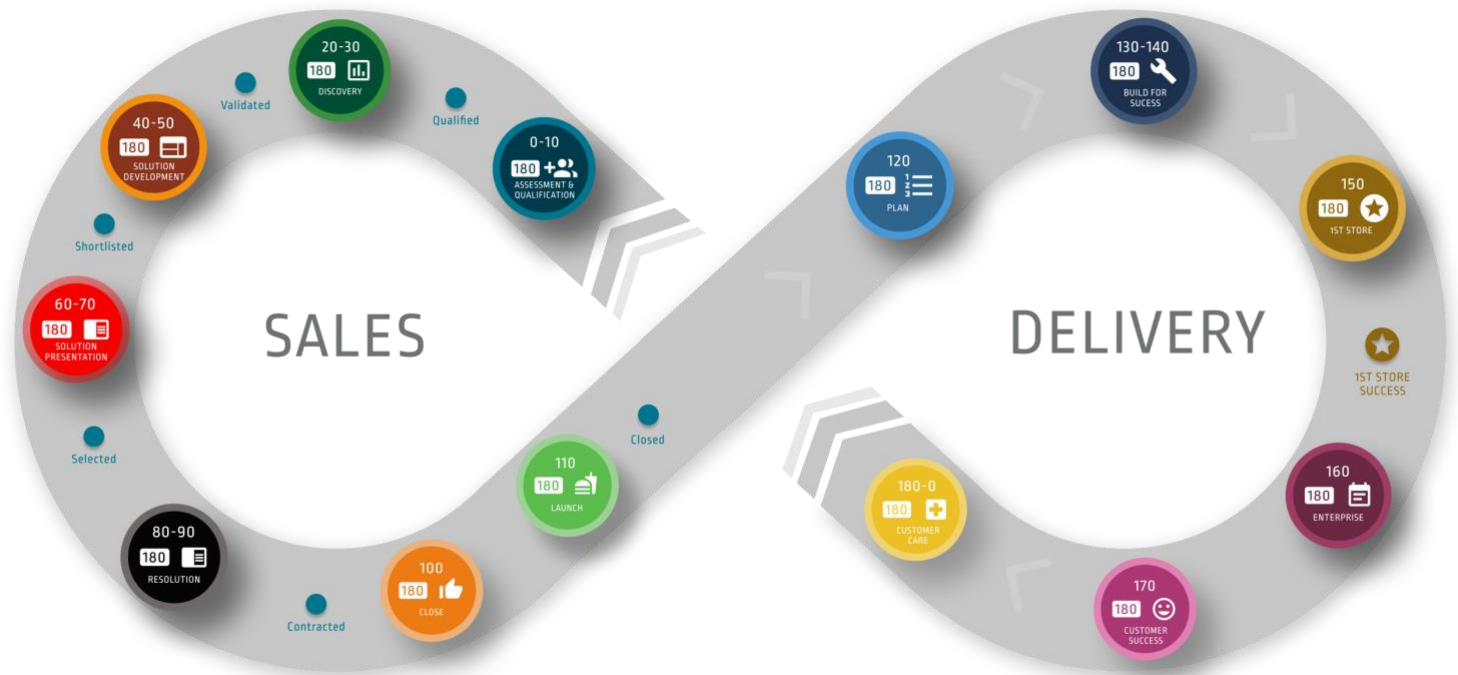 0-10
180
ASSESSMENT &
QUALIFICATION
Qualified
20-30
180
DISCOVERY
Validated
40-50
180
SOLUTION
DEVELOPMENT
Shortlisted
60-70
180
SOLUTION
PRESENTATION
Selected
80-90
180
RESOLUTION
Contracted
100
180
CLOSE
110
180
LAUNCH
Closed
SALES
120
180
1
2
3
PLAN
130-140
180
BUILD FOR
SUCESS
150
180
1ST STORE
1ST STORE
SUCCESS
160
180
ENTERPRISE
170
180
CUSTOMER
SUCCESS
180-0
180
CUSTOMER
CARE
DELIVERY